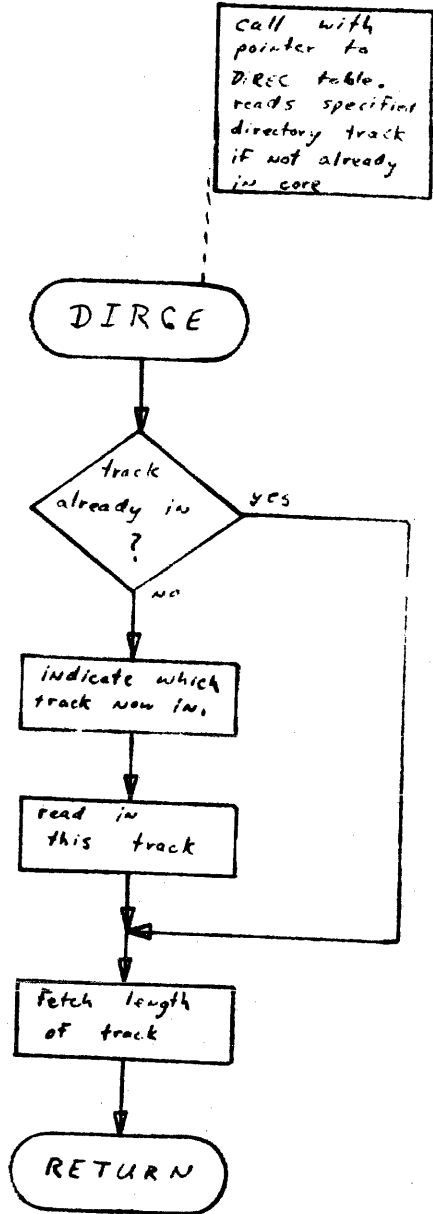 call with
pointer to
DIREC table.
reads specified
directory track
if not already
in core
DIRGE
track
already in
?
yes
no
indicate which
track now in.
read in
this track
Fetch length
of track
RETURN